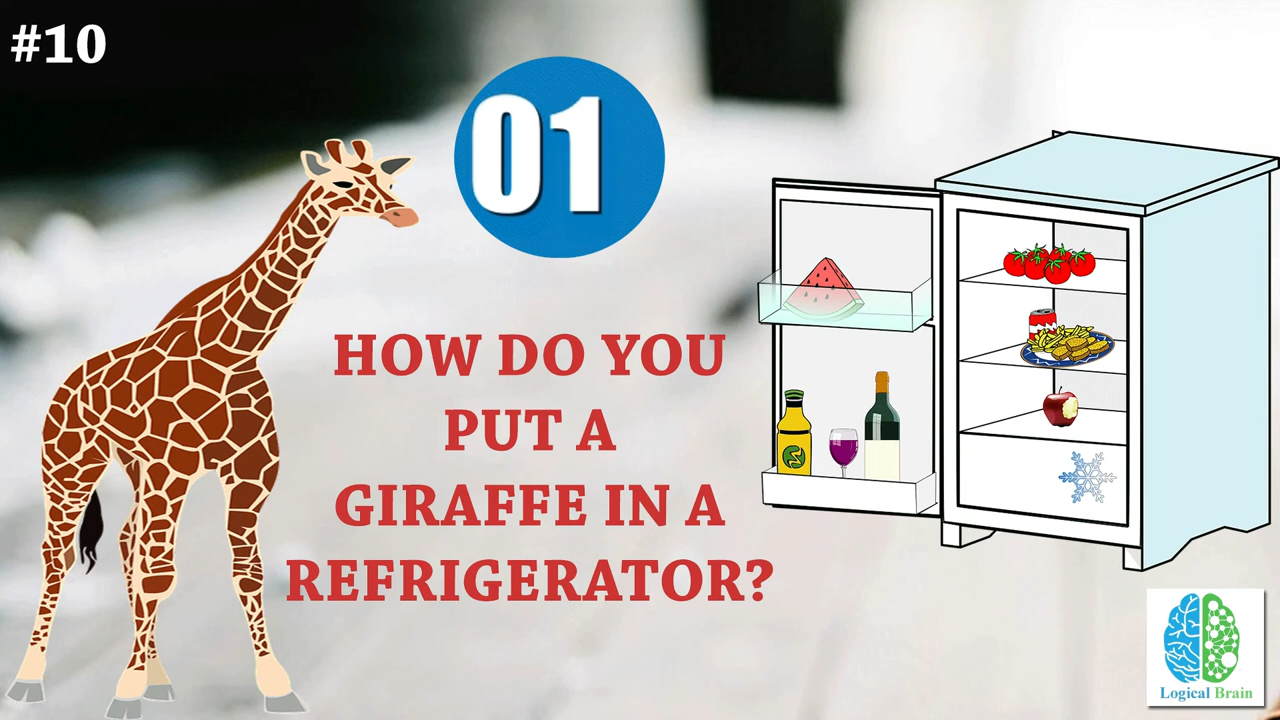 #10
01
HOW DO YOU
PUT A
GIRAFFE IN A
REFRIGERATOR?
Logical Brain